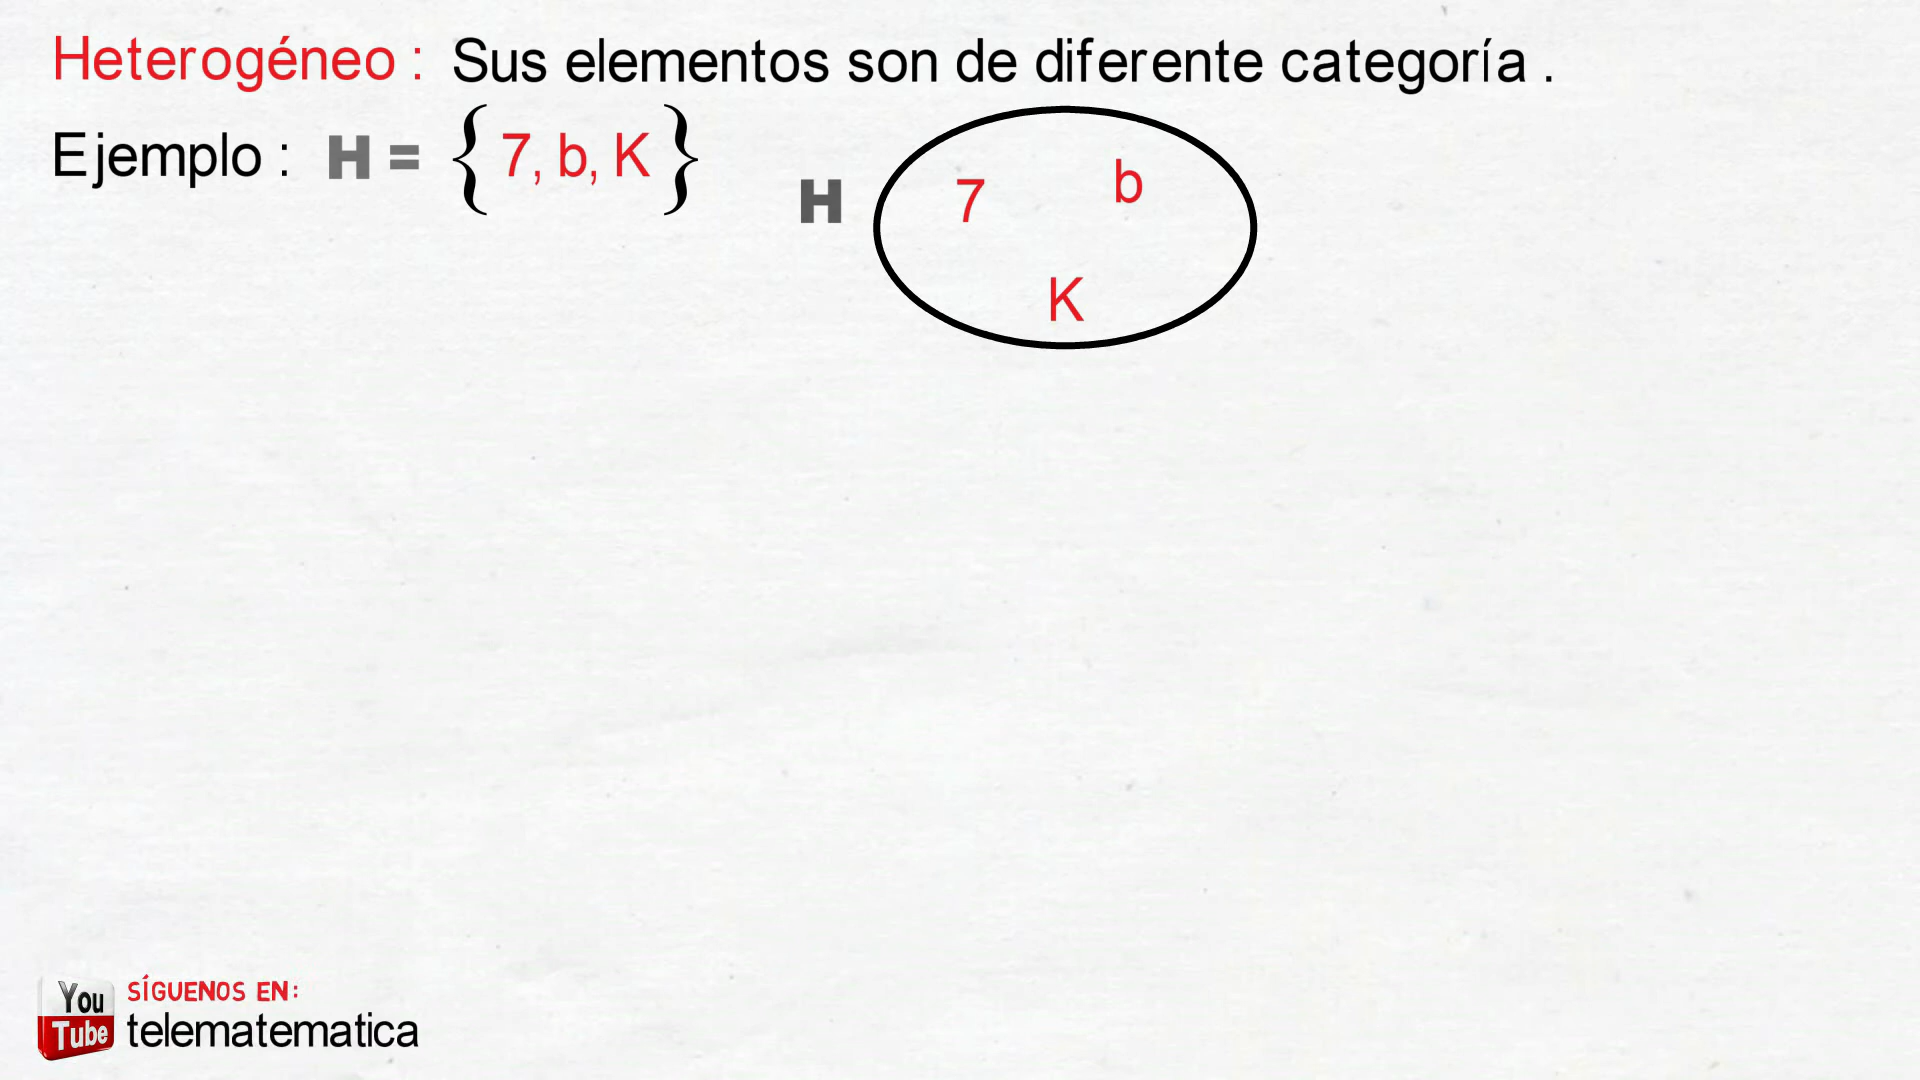 Heterogéneo : Sus elementos son de diferente categoría .
Ejemplo : H = { 7, b, K }
H
7
b
K
You
Tube
SÍGUENOS EN:
telematematica